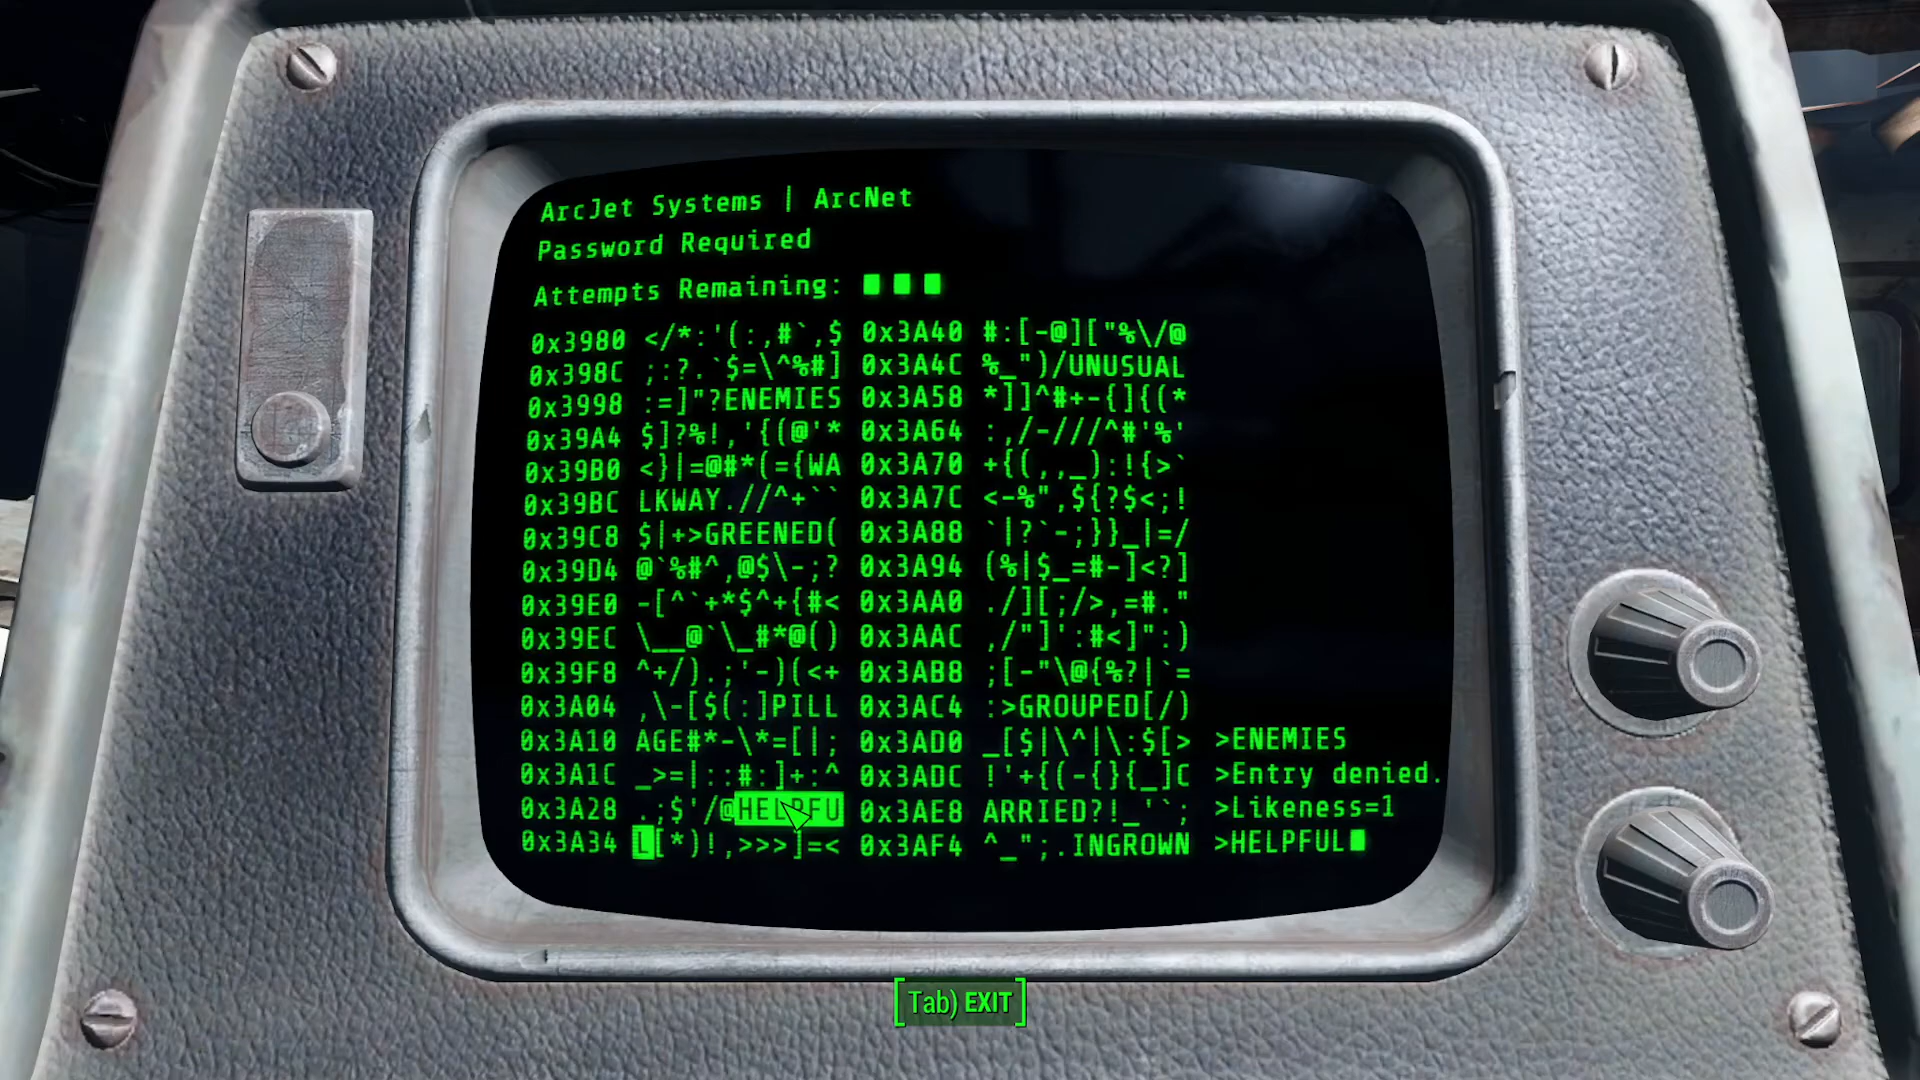 ArcJet Systems | ArcNet
Password Required
Attempts Remaining: ■ ■ ■
0x3980 </*:'(:,#`,$ 0x3A40 #:[-@]["%\/@
0x398C ;:?.`$=\^%#] 0x3A4C %_")/UNUSUAL
0x3998 :=]"?ENEMIES 0x3A58 *]]^#+-{]{(*
0x39A4 $]?%!,'{(@'* 0x3A64 :,/-///^#'%'
0x39B0 <}|=@#*(={WA 0x3A70 +{(,,_):!{>`
0x39BC LKWAY.//^+`` 0x3A7C <-%",${?$<;!
0x39C8 $|+>GREENED( 0x3A88 `|?`-;}}_|=/
0x39D4 @`%#^,@$\-;? 0x3A94 (%|$_=#-]<?]
0x39E0 -[^`+*$^+{#< 0x3AA0 ./][;/>,=#."
0x39EC \__@`\_#*@() 0x3AAC ,/"]':#<]":)
0x39F8 ^+/).;'-)(<+ 0x3AB8 ;[-"\@{%?|`=
0x3A04 ,\-[$(:]PILL 0x3AC4 :>GROUPED[/)
0x3A10 AGE#*-\*=[|; 0x3AD0 _[$|\^|\:$[> >ENEMIES
0x3A1C _>=|::#:]+:^ 0x3ADC !'+{(-{}{_]C >Entry denied.
0x3A28 .;$'/@HELPFU 0x3AE8 ARRIED?!_'`; >Likeness=1
0x3A34 L[*)!,>>>]=< 0x3AF4 ^_";.INGROWN >HELPFUL■
[Tab) EXIT]